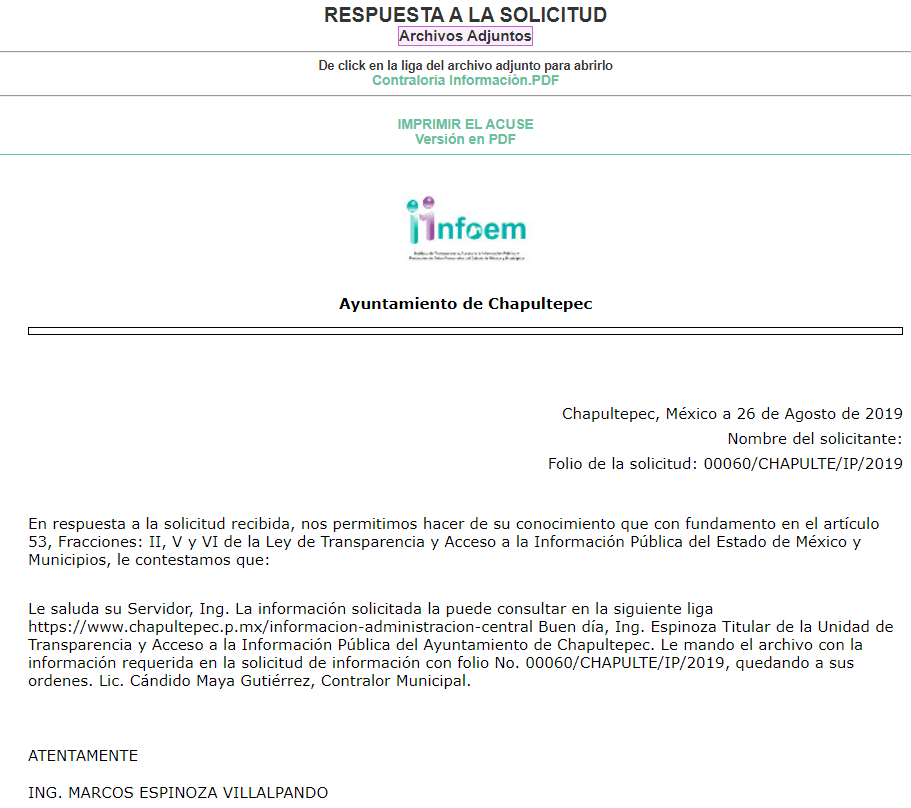 RESPUESTA A LA SOLICITUD
Archivos Adjuntos
De click en la liga del archivo adjunto para abrirlo
Contraloria Informaciòn.PDF
IMPRIMIR EL ACUSE
Versión en PDF
infoem
Instituto de Transparencia, Acceso a la Información Pública y
Protección de Datos Personales del Estado de México y Municipios
Ayuntamiento de Chapultepec
Chapultepec, México a 26 de Agosto de 2019
Nombre del solicitante:
Folio de la solicitud: 00060/CHAPULTE/IP/2019
En respuesta a la solicitud recibida, nos permitimos hacer de su conocimiento que con fundamento en el artículo
53, Fracciones: II, V y VI de la Ley de Transparencia y Acceso a la Información Pública del Estado de México y
Municipios, le contestamos que:
Le saluda su Servidor, Ing. La información solicitada la puede consultar en la siguiente liga
https://www.chapultepec.p.mx/informacion-administracion-central Buen día, Ing. Espinoza Titular de la Unidad de
Transparencia y Acceso a la Información Pública del Ayuntamiento de Chapultepec. Le mando el archivo con la
información requerida en la solicitud de información con folio No. 00060/CHAPULTE/IP/2019, quedando a sus
ordenes. Lic. Cándido Maya Gutiérrez, Contralor Municipal.
ATENTAMENTE
ING. MARCOS ESPINOZA VILLALPANDO